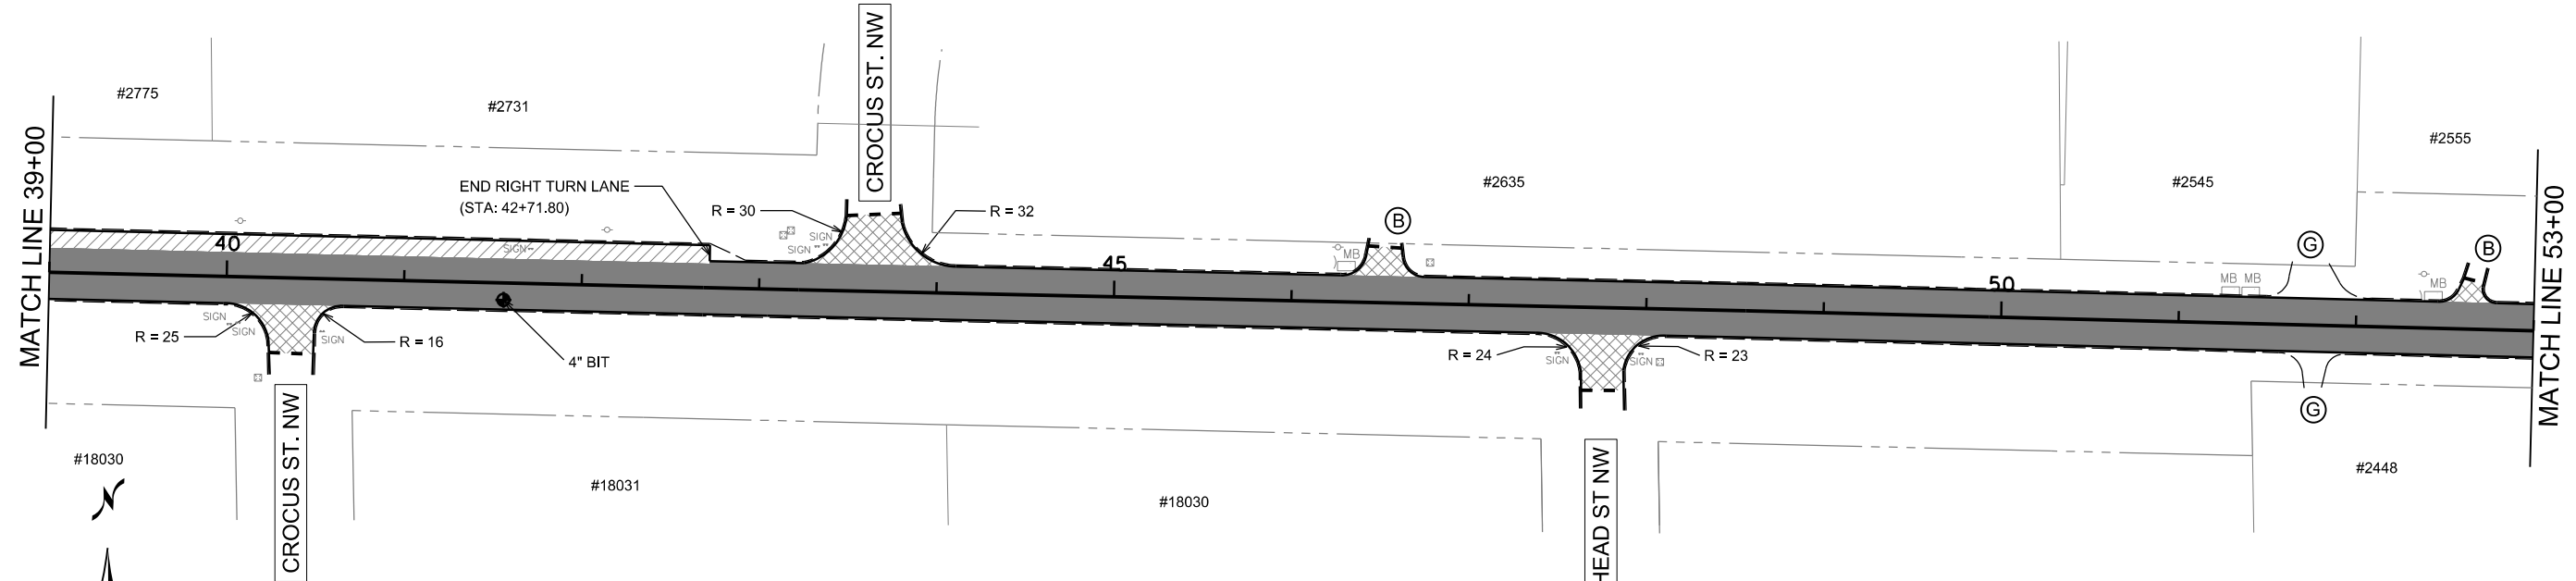 CROCUS ST. NW
#2775
#2731
#2635
#2545
#2555
MATCH LINE 39+00
MATCH LINE 53+00
END RIGHT TURN LANE
(STA: 42+71.80)
R = 30
R = 32
B
G
B
40
45
50
SIGN
SIGN
SIGN
MB
MB
MB
MB
SIGN
SIGN
SIGN
R = 25
R = 16
4" BIT
R = 24
SIGN
SIGN
R = 23
G
#18030
CROCUS ST. NW
#18031
#18030
HEAD ST NW
#2448
N